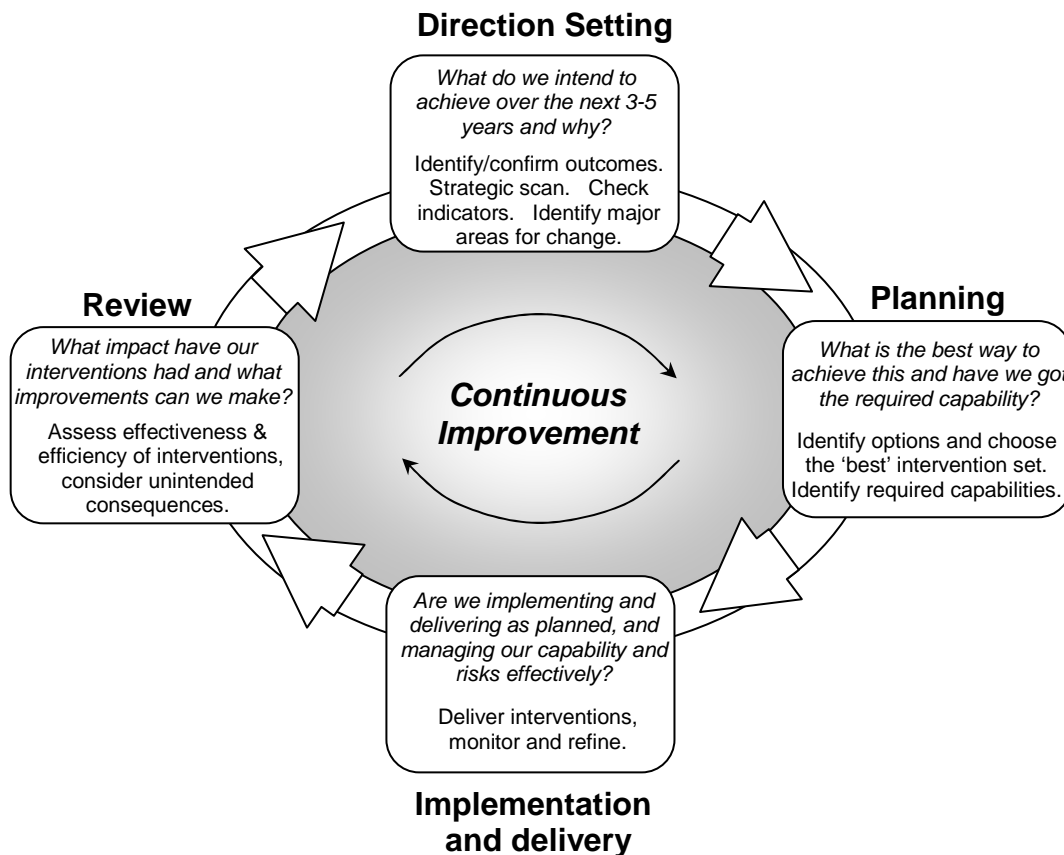 Direction Setting
What do we intend to
achieve over the next 3-5
years and why?
Identify/confirm outcomes.
Strategic scan. Check
indicators. Identify major
areas for change.
Review
What impact have our
interventions had and what
improvements can we make?
Assess effectiveness &
efficiency of interventions,
consider unintended
consequences.
Continuous
Improvement
Planning
What is the best way to
achieve this and have we got
the required capability?
Identify options and choose
the ‘best’ intervention set.
Identify required capabilities.
Are we implementing and
delivering as planned, and
managing our capability and
risks effectively?
Deliver interventions,
monitor and refine.
Implementation
and delivery